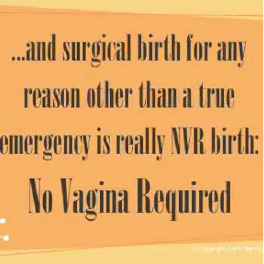 ...and surgical birth for any
reason other than a true
emergency is really NVR birth:
No Vagina Required